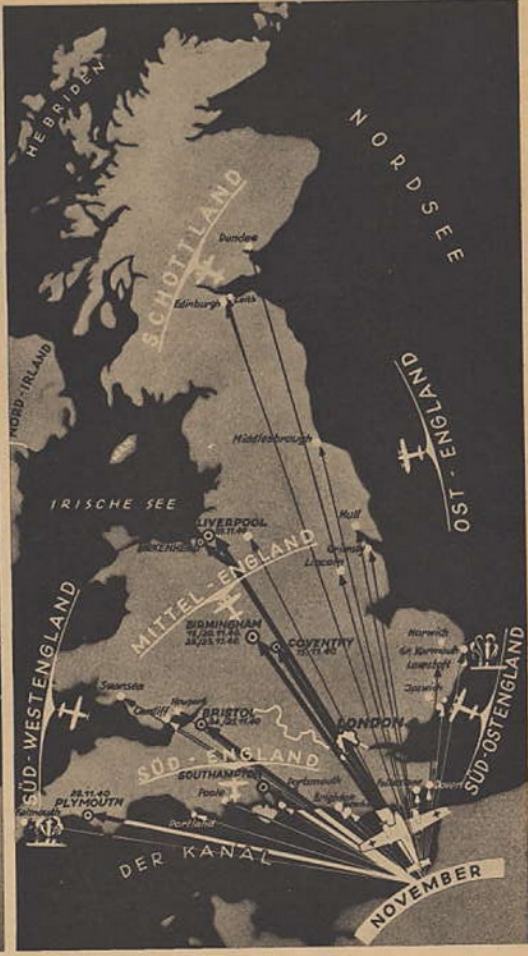 HEBRIDEN
NORDSEE
SCHOTTLAND
Dundee
Edinburgh
Leith
NORD-IRLAND
OST-ENGLAND
Middlesbrough
IRISCHE SEE
Hull
LIVERPOOL
BIRKENHEAD
Grimsby
Lincoln
MITTEL-ENGLAND
BIRMINGHAM
COVENTRY
15.11.40
Norwich
Gr. Yarmouth
Lowestoft
Ipswich
SÜD-WESTENGLAND
Swansea
Cardiff
Newport
BRISTOL
LONDON
SÜD-OSTENGLAND
SÜD-ENGLAND
SOUTHAMPTON
Portsmouth
Poole
Brighton
Folkestone
Dover
28.11.40
PLYMOUTH
Falmouth
Portland
DER KANAL
NOVEMBER